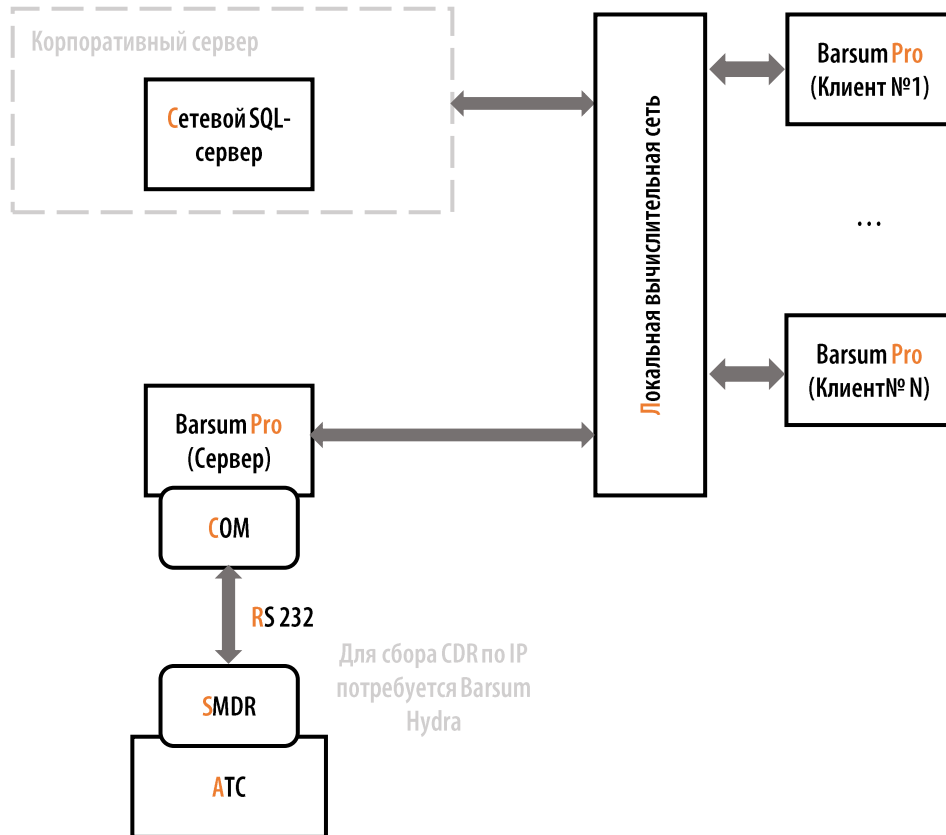 Корпоративный сервер
Сетевой SQL-
сервер
Локальная вычислительная сеть
Barsum Pro
(Клиент №1)
...
Barsum Pro
(Клиент№ N)
Barsum Pro
(Сервер)
COM
RS 232
Для сбора CDR по IP
потребуется Barsum
Hydra
SMDR
АТС